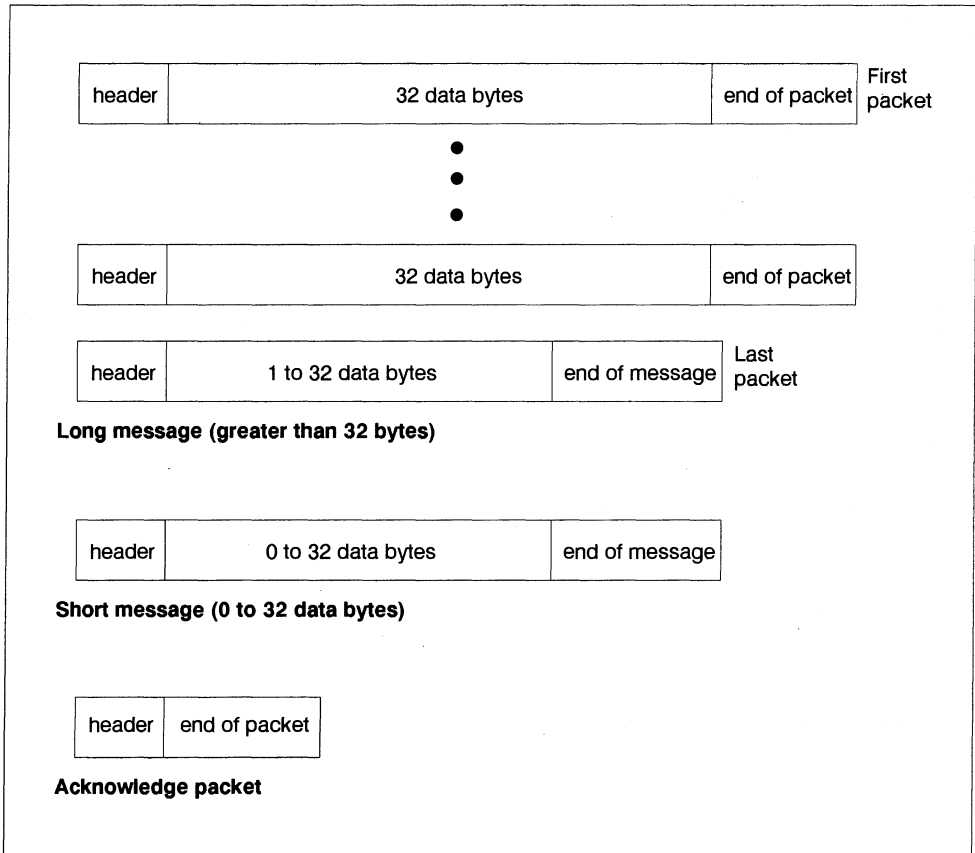 header 32 data bytes end of packet First packet
header 32 data bytes end of packet
header 1 to 32 data bytes end of message Last packet
Long message (greater than 32 bytes)
header 0 to 32 data bytes end of message
Short message (0 to 32 data bytes)
header end of packet
Acknowledge packet